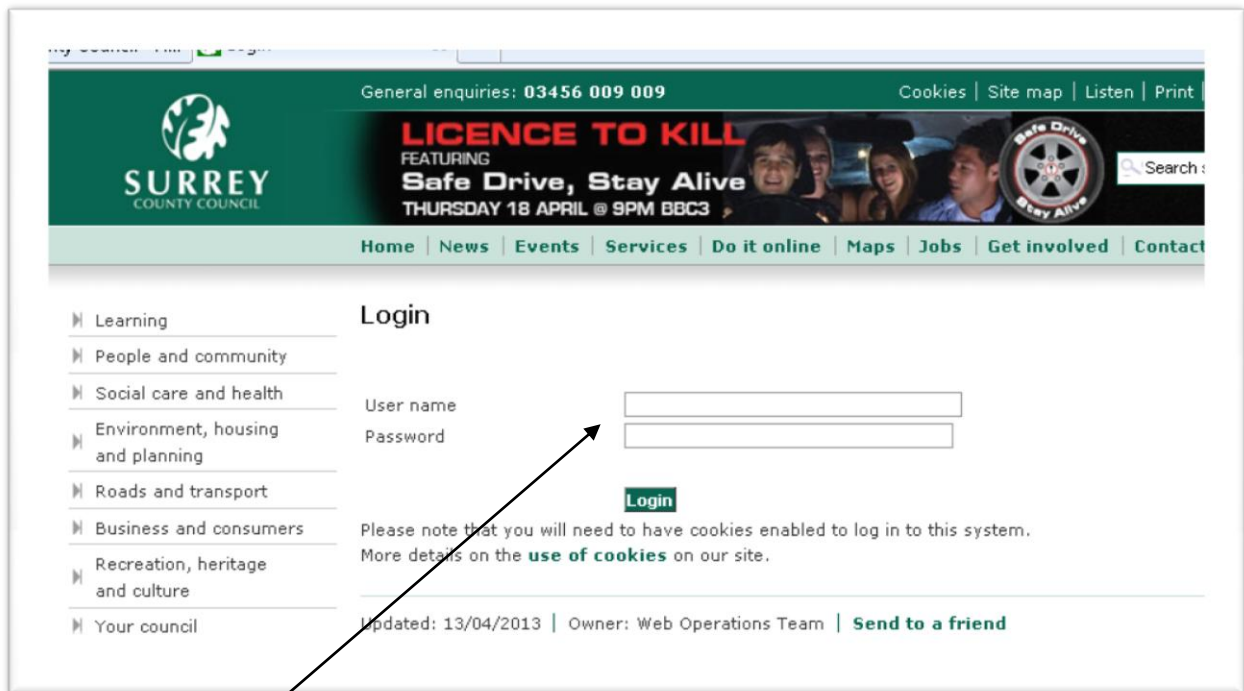 General enquiries: 03456 009 009
Cookies | Site map | Listen | Print |
SURREY
COUNTY COUNCIL
LICENCE TO KILL
FEATURING
Safe Drive, Stay Alive
THURSDAY 18 APRIL @ 9PM BBC3
Safe Drive
Stay Alive
Search
Home | News | Events | Services | Do it online | Maps | Jobs | Get involved | Contact
Learning
People and community
Social care and health
Environment, housing
and planning
Roads and transport
Business and consumers
Recreation, heritage
and culture
Your council
Login
User name
Password
Login
Please note that you will need to have cookies enabled to log in to this system.
More details on the use of cookies on our site.
Updated: 13/04/2013 | Owner: Web Operations Team | Send to a friend